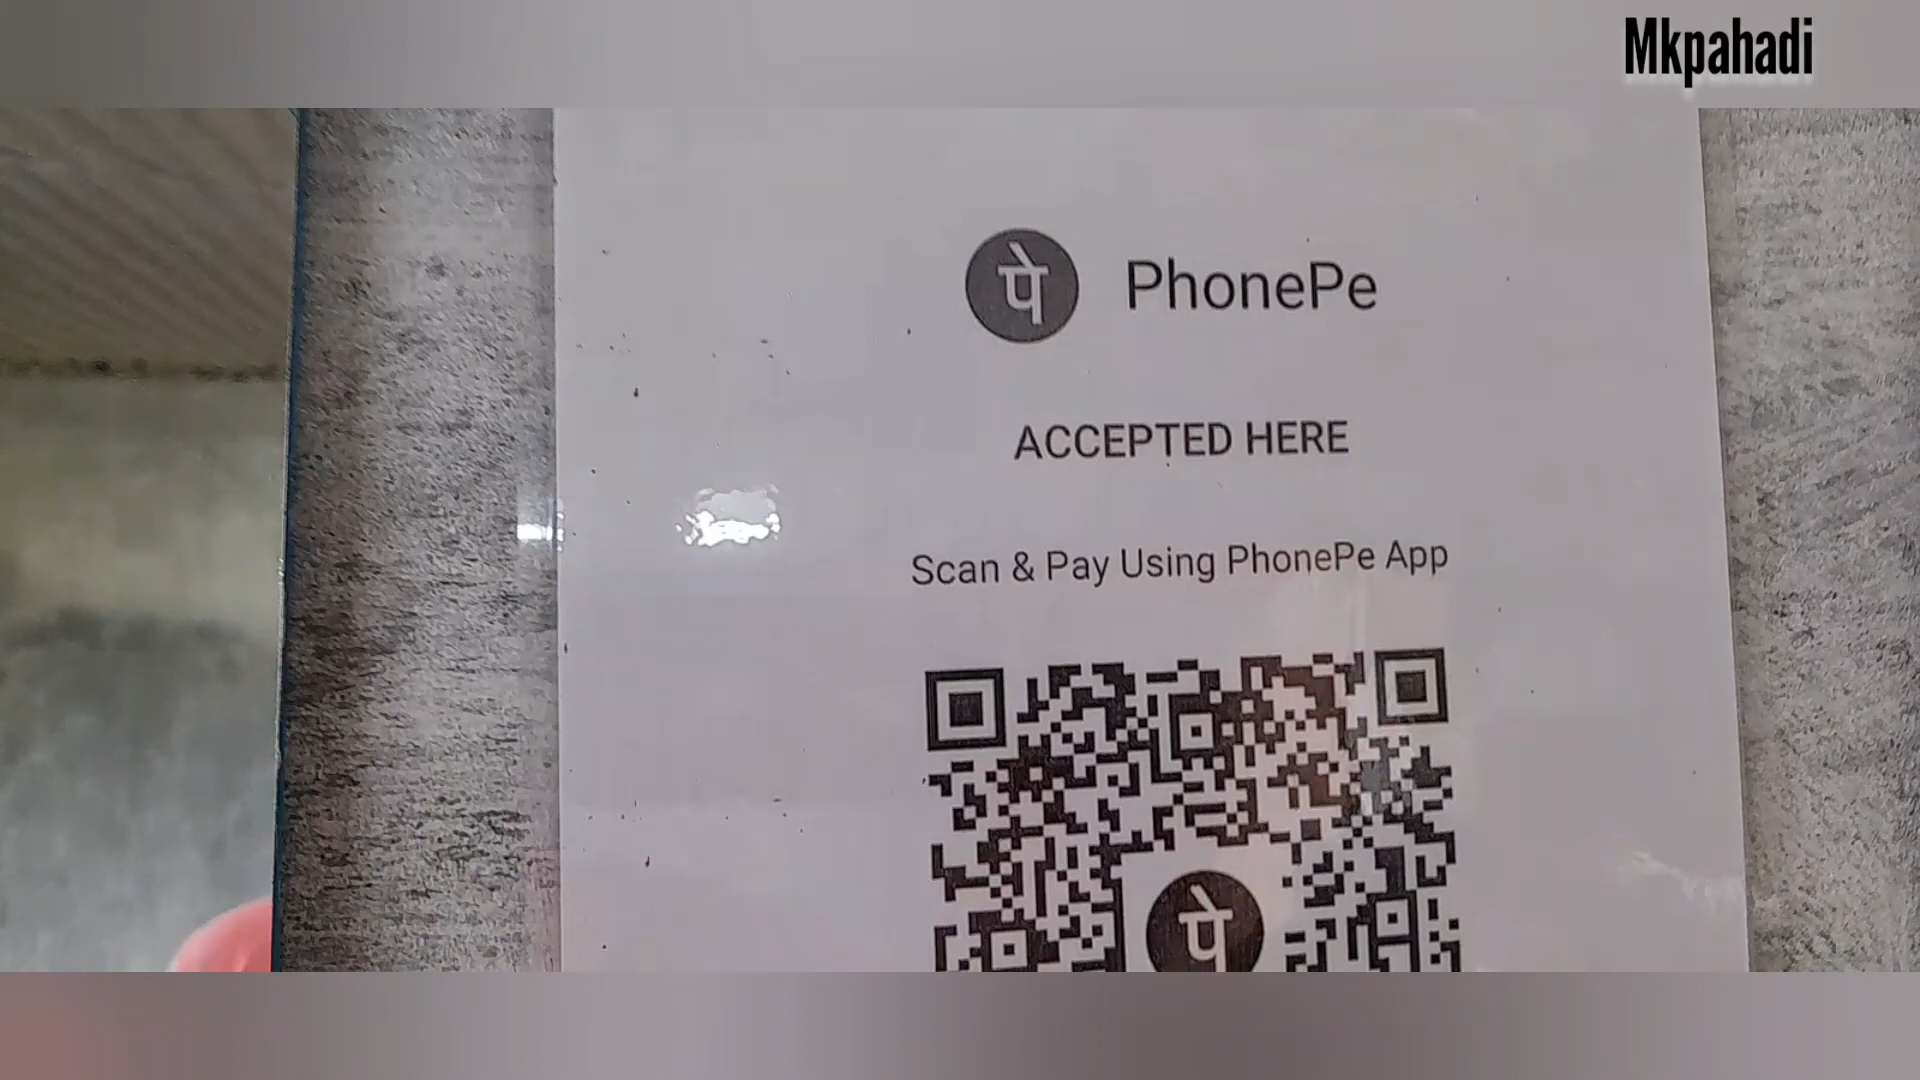 Mkpahadi
पे PhonePe
ACCEPTED HERE
Scan & Pay Using PhonePe App
पे